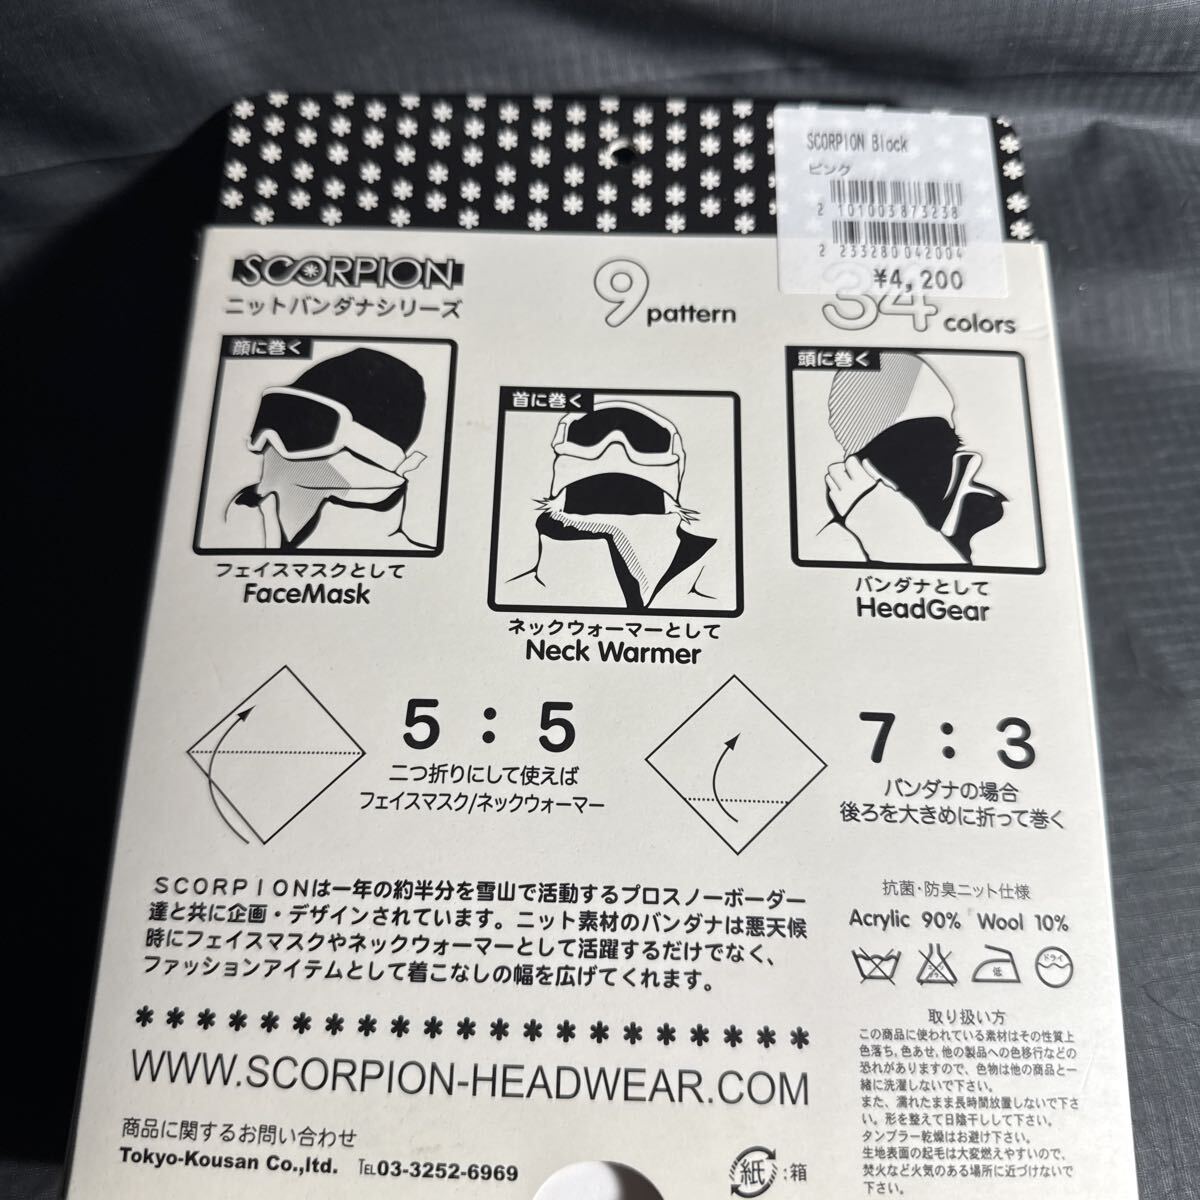 SCORPION Block
ピンク
2 101003873238
2 233280042004
¥4,200
SCORPION
ニットバンダナシリーズ
9 pattern
34 colors
顔に巻く
首に巻く
頭に巻く
フェイスマスクとして
FaceMask
ネックウォーマーとして
Neck Warmer
バンダナとして
HeadGear
5 : 5
二つ折りにして使えば
フェイスマスク/ネックウォーマー
7 : 3
バンダナの場合
後ろを大きめに折って巻く
SCORPIONは一年の約半分を雪山で活動するプロスノーボーダー
達と共に企画・デザインされています。ニット素材のバンダナは悪天候
時にフェイスマスクやネックウォーマーとして活躍するだけでなく、
ファッションアイテムとして着こなしの幅を広げてくれます。
抗菌・防臭ニット仕様
Acrylic 90% Wool 10%
低
ドライ
取り扱い方
この商品に使われている素材はその性質上
色落ち、色あせ、他の製品への色移行などの
恐れがありますので、色物は他の商品と一
緒に洗濯しないで下さい。
また、濡れたまま長時間放置しないで下さ
い。形を整えて日陰干しして下さい。
タンブラー乾燥はお避け下さい。
生地表面の起毛は大変燃えやすいので、
焚火など火気のある場所に近づけないで
下さい。
WWW.SCORPION-HEADWEAR.COM
商品に関するお問い合わせ
Tokyo-Kousan Co.,ltd. TEL03-3252-6969
紙 :箱